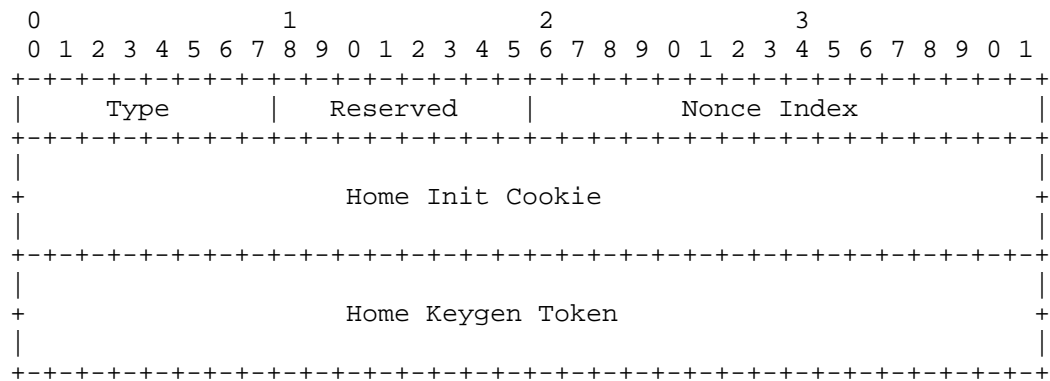 0                   1                   2                   3
 0 1 2 3 4 5 6 7 8 9 0 1 2 3 4 5 6 7 8 9 0 1 2 3 4 5 6 7 8 9 0 1
+-+-+-+-+-+-+-+-+-+-+-+-+-+-+-+-+-+-+-+-+-+-+-+-+-+-+-+-+-+-+-+-+
|     Type      |   Reserved    |         Nonce Index           |
+-+-+-+-+-+-+-+-+-+-+-+-+-+-+-+-+-+-+-+-+-+-+-+-+-+-+-+-+-+-+-+-+
|                                                               |
+                    Home Init Cookie                           +
|                                                               |
+-+-+-+-+-+-+-+-+-+-+-+-+-+-+-+-+-+-+-+-+-+-+-+-+-+-+-+-+-+-+-+-+
|                                                               |
+                    Home Keygen Token                          +
|                                                               |
+-+-+-+-+-+-+-+-+-+-+-+-+-+-+-+-+-+-+-+-+-+-+-+-+-+-+-+-+-+-+-+-+